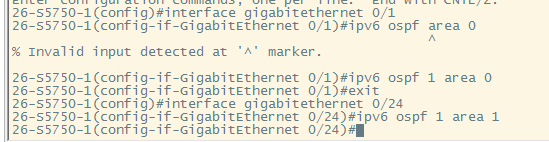 Enter configuration commands, one per line.  End with CNTL/Z.
26-S5750-1(config)#interface gigabitethernet 0/1
26-S5750-1(config-if-GigabitEthernet 0/1)#ipv6 ospf area 0
^
% Invalid input detected at '^' marker.
26-S5750-1(config-if-GigabitEthernet 0/1)#ipv6 ospf 1 area 0
26-S5750-1(config-if-GigabitEthernet 0/1)#exit
26-S5750-1(config)#interface gigabitethernet 0/24
26-S5750-1(config-if-GigabitEthernet 0/24)#ipv6 ospf 1 area 1
26-S5750-1(config-if-GigabitEthernet 0/24)#